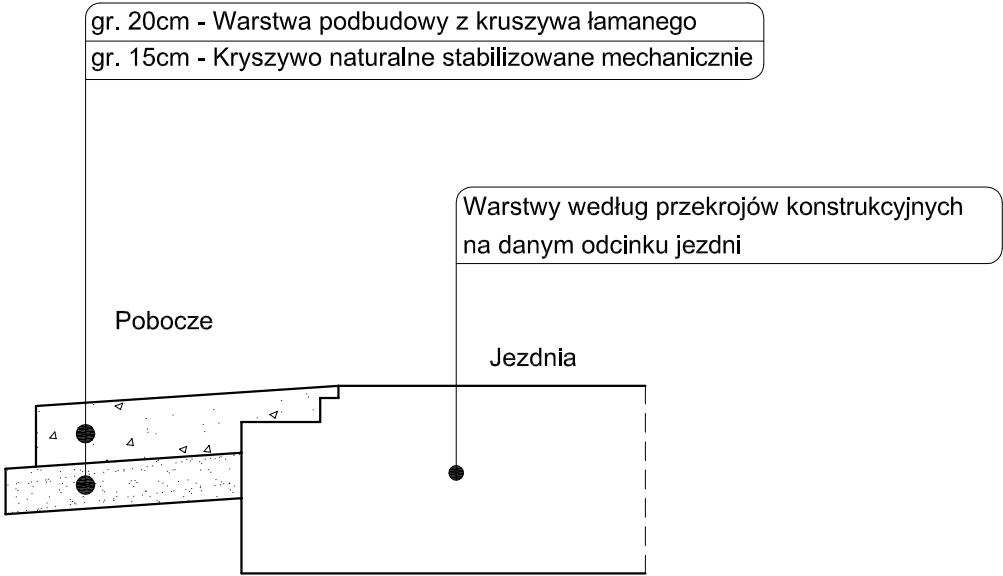 gr. 20cm - Warstwa podbudowy z kruszywa łamanego
gr. 15cm - Kryszywo naturalne stabilizowane mechanicznie
Warstwy według przekrojów konstrukcyjnych
na danym odcinku jezdni
Pobocze
Jezdnia